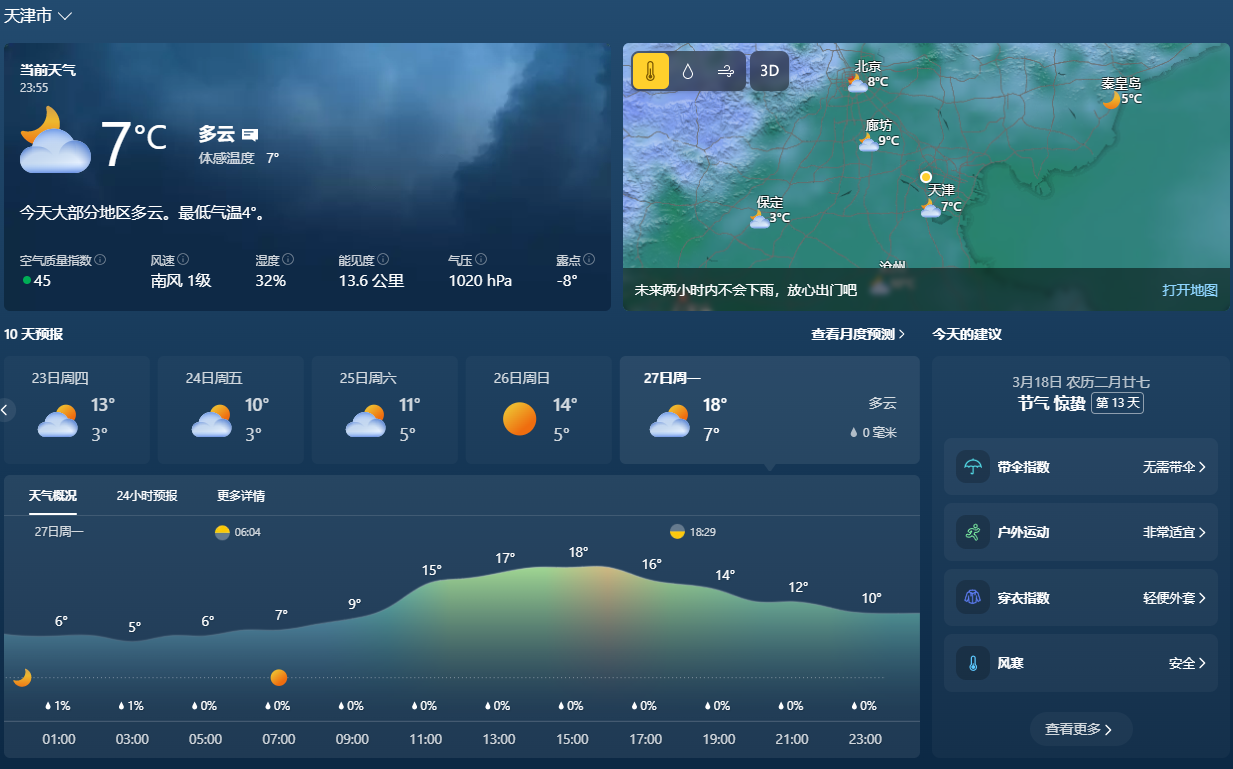 天津市
当前天气
23:55
7°C
多云
体感温度 7°
今天大部分地区多云。最低气温4°。
空气质量指数 风速 湿度 能见度 气压 露点
45 南风 1级 32% 13.6 公里 1020 hPa -8°
3D
北京
8°C
秦皇岛
5°C
廊坊
9°C
天津
7°C
保定
3°C
沧州
未来两小时内不会下雨，放心出门吧 打开地图
10 天预报 查看月度预测
23日周四
13°
3°
24日周五
10°
3°
25日周六
11°
5°
26日周日
14°
5°
27日周一
18° 多云
7° 0 毫米
天气概况 24小时预报 更多详情
27日周一 06:04 18:29
6° 5° 6° 7° 9° 15° 17° 18° 16° 14° 12° 10°
1% 1% 0% 0% 0% 0% 0% 0% 0% 0% 0% 0%
01:00 03:00 05:00 07:00 09:00 11:00 13:00 15:00 17:00 19:00 21:00 23:00
今天的建议
3月18日 农历二月廿七
节气 惊蛰 第 13 天
带伞指数 无需带伞
户外运动 非常适宜
穿衣指数 轻便外套
风寒 安全
查看更多